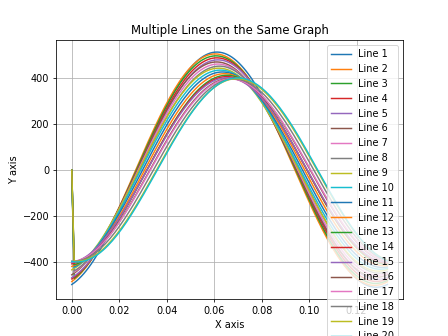 Multiple Lines on the Same Graph
Y axis
400
200
0
−200
−400
0.00
0.02
0.04
0.06
0.08
0.10
X axis
Line 1
Line 2
Line 3
Line 4
Line 5
Line 6
Line 7
Line 8
Line 9
Line 10
Line 11
Line 12
Line 13
Line 14
Line 15
Line 16
Line 17
Line 18
Line 19
Line 20